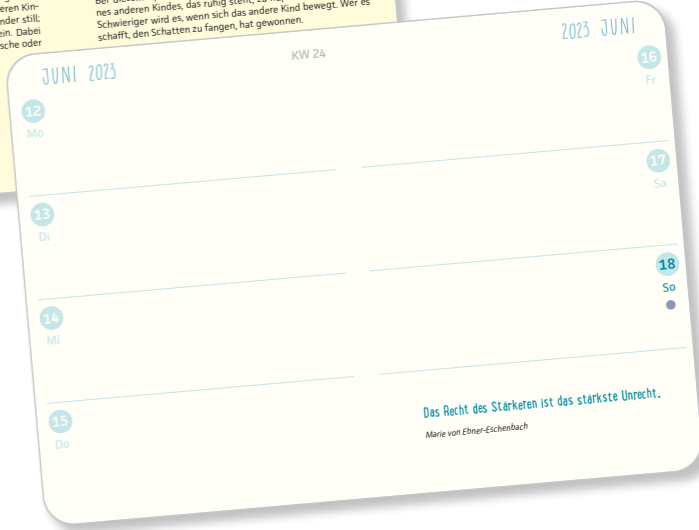 eren Kin-
der still;
ein. Dabei
sche oder
nes anderen Kindes, das ruhig steht, zu
Schwieriger wird es, wenn sich das andere Kind bewegt. Wer es
schafft, den Schatten zu fangen, hat gewonnen.
JUNI 2023
KW 24
2023 JUNI
12
Mo
13
Di
14
Mi
15
Do
16
Fr
17
Sa
18
So
Das Recht des Stärkeren ist das stärkste Unrecht.
Marie von Ebner-Eschenbach